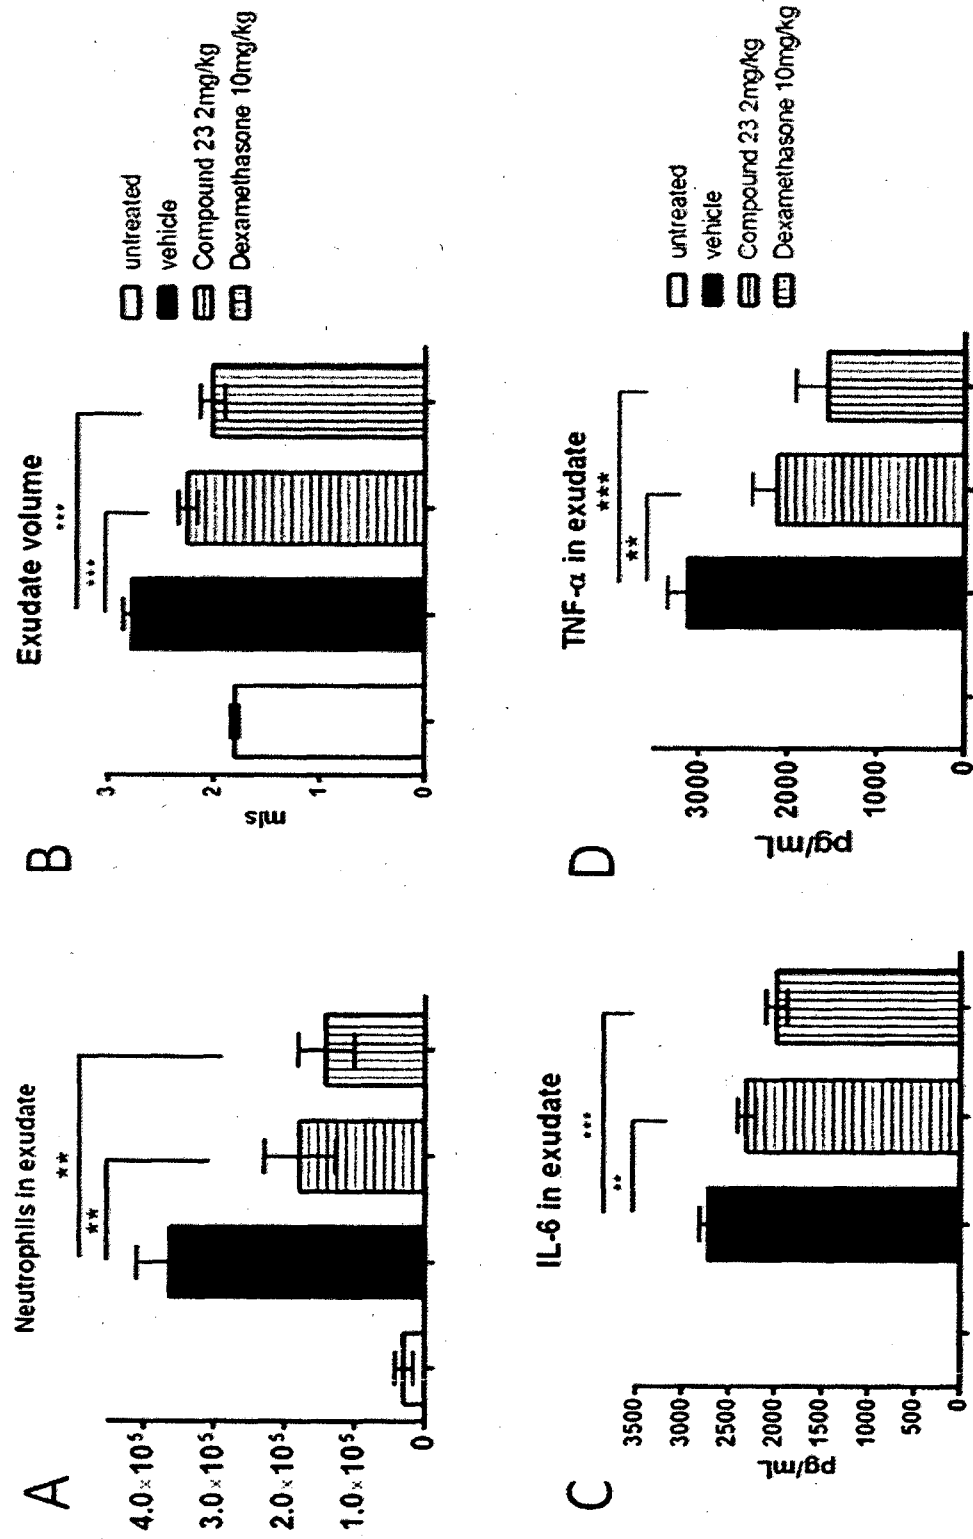 A
Neutrophils in exudate
**
**
4.0×10⁵
3.0×10⁵
2.0×10⁵
1.0×10⁵
0
B
Exudate volume
***
***
mls
3
2
1
0
untreated
vehicle
Compound 23 2mg/kg
Dexamethasone 10mg/kg
C
IL-6 in exudate
***
**
pg/mL
3500
3000
2500
2000
1500
1000
500
0
D
TNF-α in exudate
***
**
pg/mL
3000
2000
1000
0
untreated
vehicle
Compound 23 2mg/kg
Dexamethasone 10mg/kg